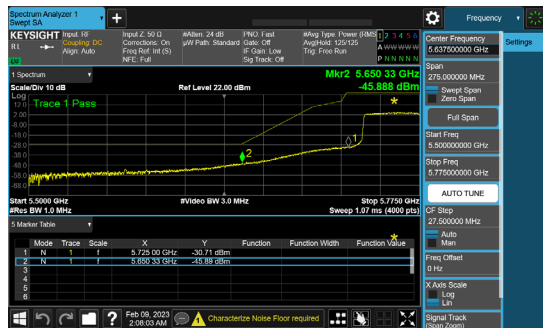 Spectrum Analyzer 1
Swept SA
+
Frequency
KEYSIGHT
Input: RF
Coupling: DC
Align: Auto
Input Z: 50 Ω
Corrections: On
Freq Ref: Int (S)
NFE: Full
#Atten: 24 dB
µW Path: Standard
PNO: Fast
Gate: Off
IF Gain: Low
Sig Track: Off
#Avg Type: Power (RMS
Avg|Hold: 125/125
Trig: Free Run
1 2 3 4 5 6
A W W W W W
P N N N N N
Center Frequency
5.637500000 GHz
Settings
Span
275.000000 MHz
Swept Span
Zero Span
Full Span
Start Freq
5.500000000 GHz
Stop Freq
5.775000000 GHz
AUTO TUNE
CF Step
27.500000 MHz
Auto
Man
Freq Offset
0 Hz
X Axis Scale
Log
Lin
Signal Track
(Span Zoom)
1 Spectrum
Scale/Div 10 dB
Ref Level 22.00 dBm
Mkr2 5.650 33 GHz
-45.888 dBm
Log
Trace 1 Pass
12.0
2.00
-8.00
-18.0
-28.0
-38.0
-48.0
-58.0
-68.0
1
2
Start 5.5000 GHz
#Video BW 3.0 MHz
Stop 5.7750 GHz
#Res BW 1.0 MHz
Sweep 1.07 ms (4000 pts)
5 Marker Table
Mode Trace Scale X Y Function Function Width Function Value
1 N 1 f 5.725 00 GHz -30.71 dBm
2 N 1 f 5.650 33 GHz -45.89 dBm
3
4
5
6
Feb 09, 2023
2:08:03 AM
Characterize Noise Floor required